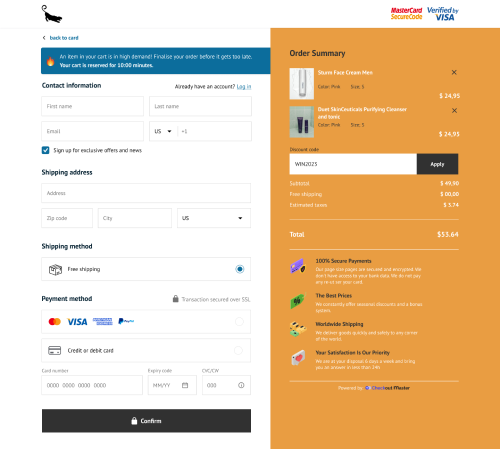 MasterCard
SecureCode
Verified by
VISA
back to card
An item in your cart is in high demand! Finalise your order before it gets too late.
Your cart is reserved for 10:00 minutes.
Contact information
Already have an account? Log in
First name
Last name
Email
US
+1
Sign up for exclusive offers and news
Shipping address
Address
Zip code
City
US
Shipping method
Free shipping
Payment method
Transaction secured over SSL
VISA
PayPal
Credit or debit card
Card number
Expiry code
CVC/CW
0000 0000 0000 0000
MM/YY
000
Confirm
Order Summary
Sturm Face Cream Men
Color: Pink
Size: S
$ 24,95
Duet SkinCeuticals Purifying Cleanser
and tonic
Color: Pink
Size: S
$ 24,95
Discount code
WIN2025
Apply
Subtotal
$ 49,90
Free shipping
$ 00,00
Estimated taxes
$ 3.74
Total
$53.64
100% Secure Payments
Our page use pages are secured and encrypted. We
don't have access to your bank data. We do not pay
any
your card.
The Best Prices
We constantly offer seasonal discounts and a bonus
system.
Worldwide Shipping
We deliver goods quickly and safely to any corner
of the world.
Your Satisfaction Is Our Priority
We are at your disposal 6 days a week and bring
you an answer in less than 24h.
Powered by